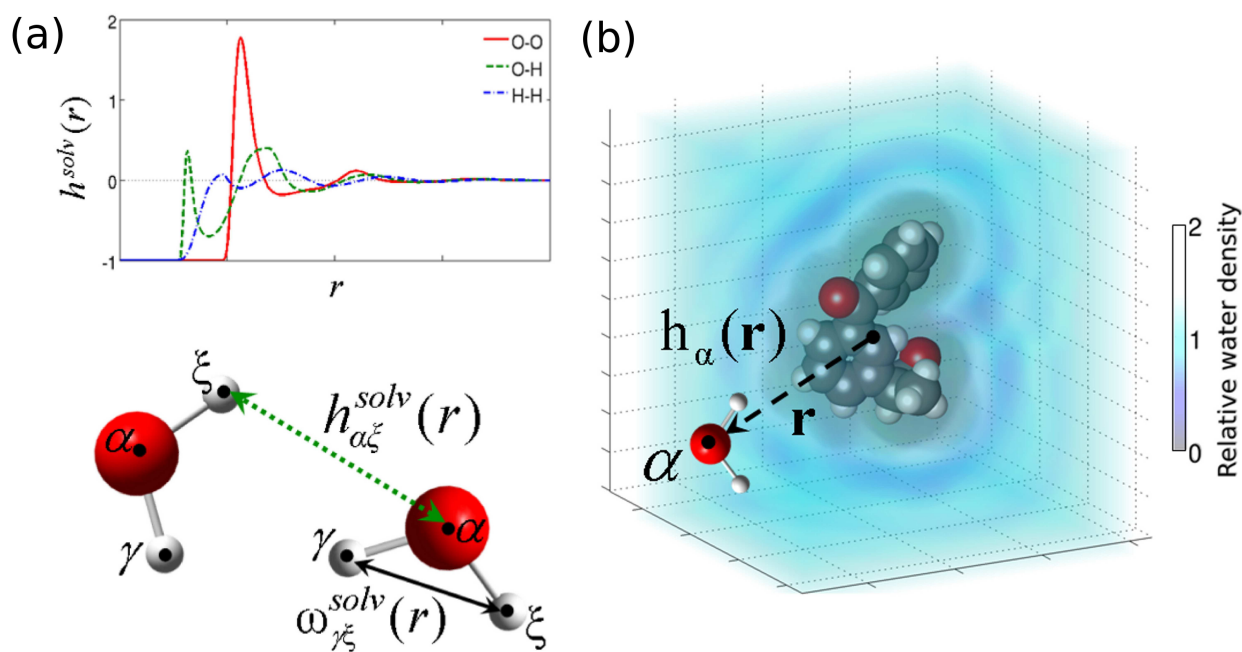 (a)
2
1
0
-1
h^solv(r)
r
O-O
O-H
H-H
ξ
α
γ
h^solv_αξ(r)
γ
α
ξ
ω^solv_γξ(r)
(b)
h_α(r)
r
α
2
1
0
Relative water density